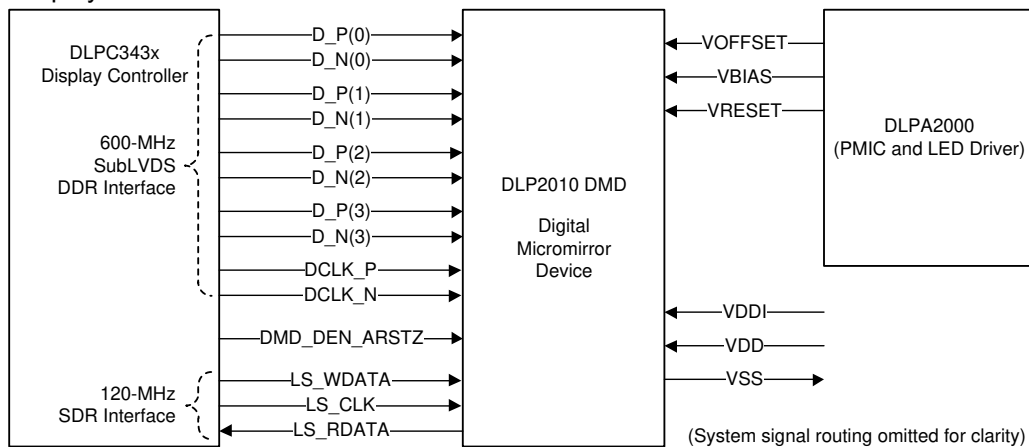 DLPC343x
Display Controller
600-MHz
SubLVDS
DDR Interface
120-MHz
SDR Interface
D_P(0)
D_N(0)
D_P(1)
D_N(1)
D_P(2)
D_N(2)
D_P(3)
D_N(3)
DCLK_P
DCLK_N
DMD_DEN_ARSTZ
LS_WDATA
LS_CLK
LS_RDATA
DLP2010 DMD
Digital
Micromirror
Device
VOFFSET
VBIAS
VRESET
DLPA2000
(PMIC and LED Driver)
VDDI
VDD
VSS
(System signal routing omitted for clarity)